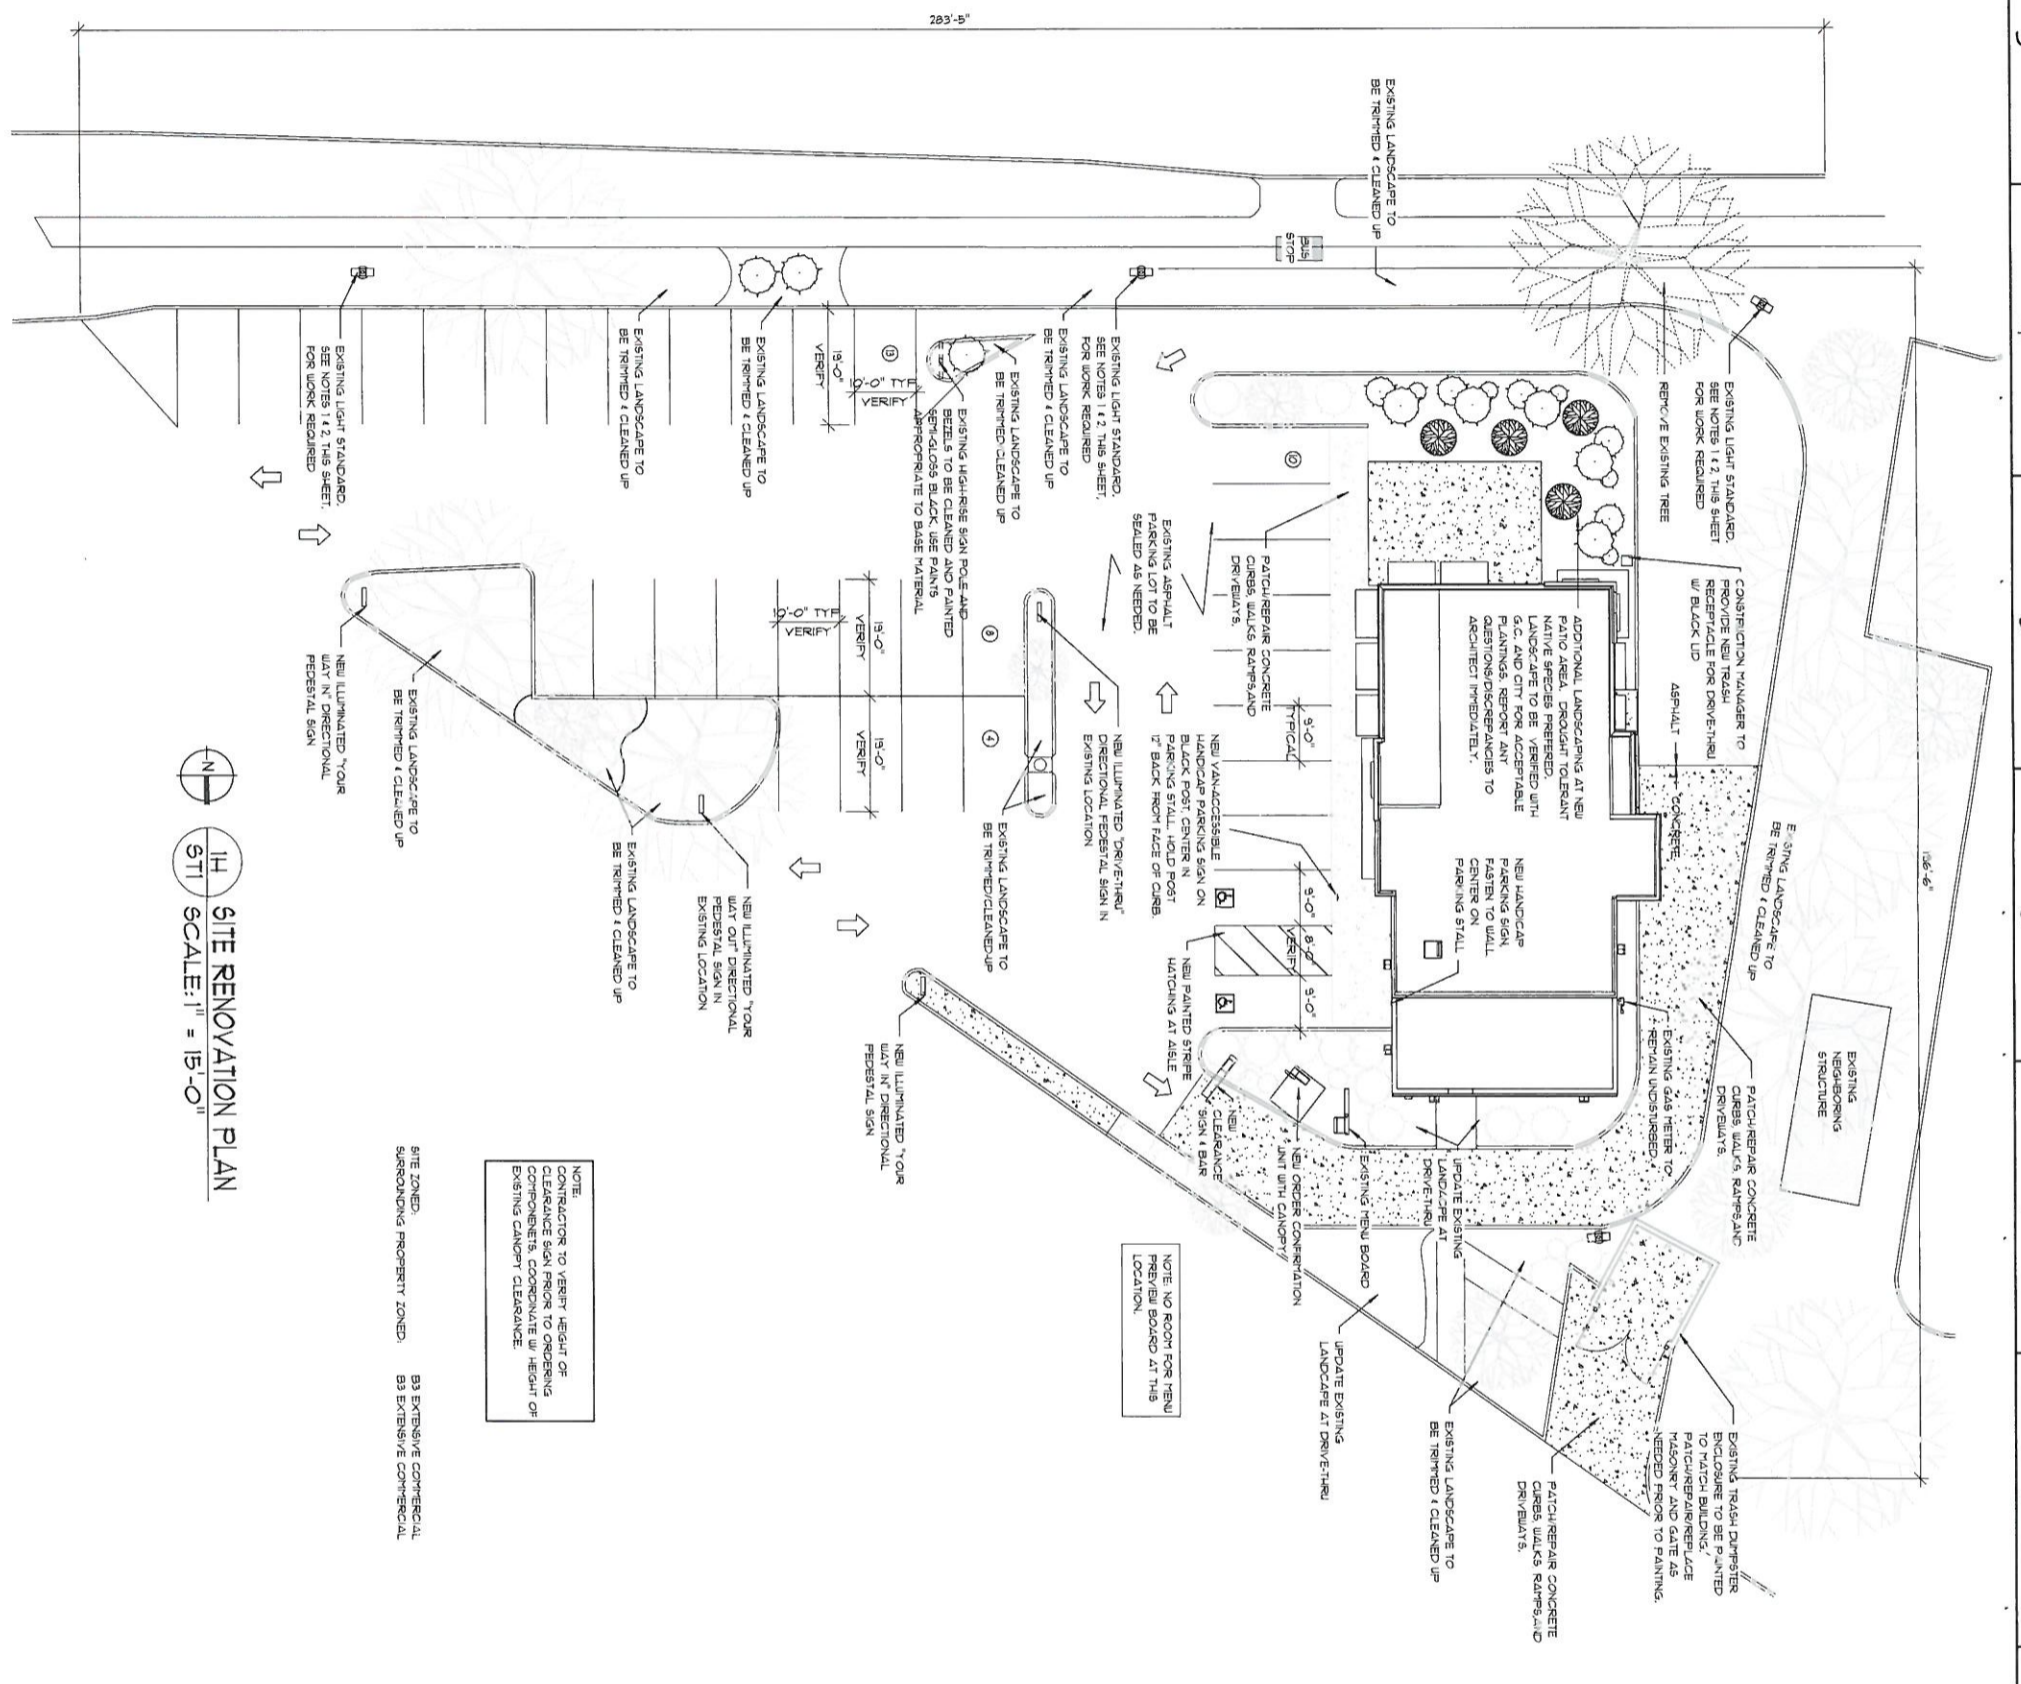 283'-5"
EXISTING LANDSCAPE TO
BE TRIMMED & CLEANED UP
BUS
STOP
156'-6"
EXISTING LIGHT STANDARD.
SEE NOTES 1 & 2, THIS SHEET
FOR WORK REQUIRED
REMOVE EXISTING TREE
CONSTRICTION MANAGER TO
PROVIDE NEW TRASH
RECEPTACLE FOR DRIVE-THRU
W/ BLACK LID
ASPHALT
CONCRETE
EXISTING LANDSCAPE TO
BE TRIMMED & CLEANED UP
EXISTING
NEIGHBORING
STRUCTURE
PATCH/REPAIR CONCRETE
CURBS, WALKS, RAMPS, AND
DRIVEWAYS.
EXISTING GAS METER TO
REMAIN UNDISTURBED.
ADDITIONAL LANDSCAPING AT NEW
PATIO AREA. DROUGHT TOLERANT
NATIVE SPECIES PREFERED.
LANDSCAPE TO BE VERIFIED WITH
G.C. AND CITY FOR ACCEPTABLE
PLANTINGS. REPORT ANY
QUESTIONS/DISCREPANCIES TO
ARCHITECT IMMEDIATELY.
NEW HANDICAP
PARKING SIGN,
FASTEN TO WALL
CENTER ON
PARKING STALL
PATCH/REPAIR CONCRETE
CURBS, WALKS, RAMPS, AND
DRIVEWAYS.
10
9'-0"
TYPICAL
9'-0"
8'-0"
VERIFY
9'-0"
EXISTING ASPHALT
PARKING LOT TO BE
SEALED AS NEEDED.
NEW VAN-ACCESSIBLE
HANDICAP PARKING SIGN ON
BLACK POST, CENTER IN
PARKING STALL. HOLD POST
12" BACK FROM FACE OF CURB.
NEW PAINTED STRIPE
HATCHING AT AISLE
NEW
CLEARANCE
SIGN & BAR
NEW ORDER CONFIRMATION
UNIT WITH CANOPY
EXISTING MENU BOARD
UPDATE EXISTING
LANDACPE AT
DRIVE-THRU
UPDATE EXISTING
LANDCAPE AT DRIVE-THRU
EXISTING LANDSCAPE TO
BE TRIMMED & CLEANED UP
PATCH/REPAIR CONCRETE
CURBS, WALKS, RAMPS, AND
DRIVEWAYS.
EXISTING TRASH DUMPSTER
ENCLOSURE TO BE PAINTED
TO MATCH BUILDING.
PATCH/REPAIR/REPLACE
MASONRY AND GATE AS
NEEDED PRIOR TO PAINTING.
NOTE: NO ROOM FOR MENU
PREVIEW BOARD AT THIS
LOCATION.
EXISTING LIGHT STANDARD.
SEE NOTES 1 & 2, THIS SHEET,
FOR WORK REQUIRED
EXISTING LANDSCAPE TO
BE TRIMMED & CLEANED UP
NEW ILLUMINATED "DRIVE-THRU"
DIRECTIONAL PEDESTAL SIGN IN
EXISTING LOCATION
EXISTING LANDSCAPE TO
BE TRIMMED/CLEANED UP
EXISTING HIGH-RISE SIGN POLE AND
BEZELS TO BE CLEANED AND PAINTED
SEMI-GLOSS BLACK, USE PAINTS
APPROPRIATE TO BASE MATERIAL
8
4
EXISTING LANDSCAPE TO
BE TRIMMED/CLEANED-UP
13
10'-0" TYP
VERIFY
19'-0"
VERIFY
19'-0"
VERIFY
19'-0"
VERIFY
10'-0" TYP
VERIFY
NEW ILLUMINATED "YOUR
WAY IN" DIRECTIONAL
PEDESTAL SIGN
EXISTING LANDSCAPE TO
BE TRIMMED & CLEANED UP
NEW ILLUMINATED "YOUR
WAY OUT" DIRECTIONAL
PEDESTAL SIGN IN
EXISTING LOCATION
EXISTING LANDSCAPE TO
BE TRIMMED & CLEANED UP
EXISTING LANDSCAPE TO
BE TRIMMED & CLEANED UP
NOTE:
CONTRACTOR TO VERIFY HEIGHT OF
CLEARANCE SIGN PRIOR TO ORDERING
COMPONENETS. COORDINATE W/ HEIGHT OF
EXISTING CANOPY CLEARANCE.
EXISTING LIGHT STANDARD.
SEE NOTES 1 & 2, THIS SHEET,
FOR WORK REQUIRED
EXISTING LANDSCAPE TO
BE TRIMMED & CLEANED UP
NEW ILLUMINATED "YOUR
WAY IN" DIRECTIONAL
PEDESTAL SIGN
SITE ZONED: B3 EXTENSIVE COMMERCIAL
SURROUNDING PROPERTY ZONED: B3 EXTENSIVE COMMERCIAL
N
1H
ST1
SITE RENOVATION PLAN
SCALE: 1" = 15'-0"